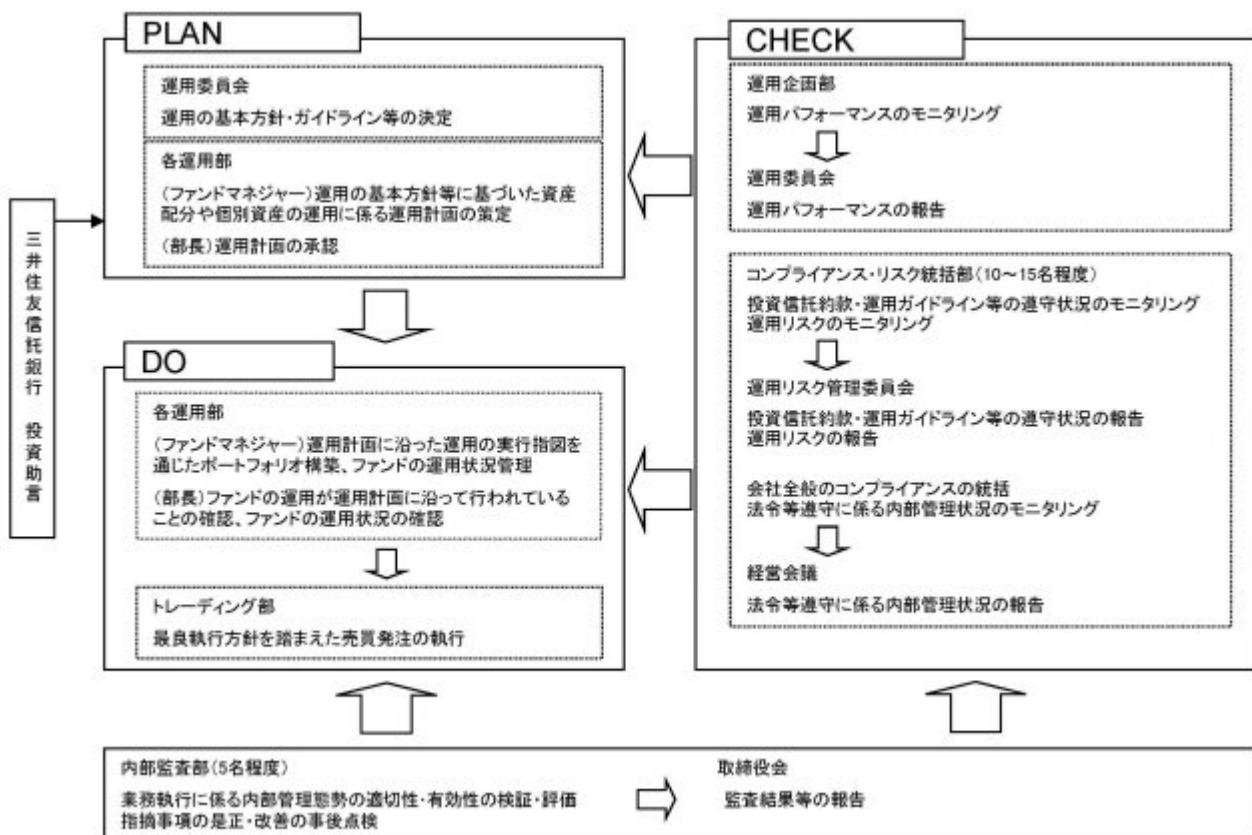 PLAN
運用委員会
運用の基本方針・ガイドライン等の決定
各運用部
(ファンドマネジャー)運用の基本方針等に基づいた資産
配分や個別資産の運用に係る運用計画の策定
(部長)運用計画の承認
三井住友信託銀行 投資助言
DO
各運用部
(ファンドマネジャー)運用計画に沿った運用の実行指図を
通じたポートフォリオ構築、ファンドの運用状況管理
(部長)ファンドの運用が運用計画に沿って行われている
ことの確認、ファンドの運用状況の確認
トレーディング部
最良執行方針を踏まえた売買発注の執行
CHECK
運用企画部
運用パフォーマンスのモニタリング
運用委員会
運用パフォーマンスの報告
コンプライアンス・リスク統括部(10～15名程度)
投資信託約款・運用ガイドライン等の遵守状況のモニタリング
運用リスクのモニタリング
運用リスク管理委員会
投資信託約款・運用ガイドライン等の遵守状況の報告
運用リスクの報告
会社全般のコンプライアンスの統括
法令等遵守に係る内部管理状況のモニタリング
経営会議
法令等遵守に係る内部管理状況の報告
内部監査部(5名程度)
業務執行に係る内部管理態勢の適切性・有効性の検証・評価
指摘事項の是正・改善の事後点検
取締役会
監査結果等の報告